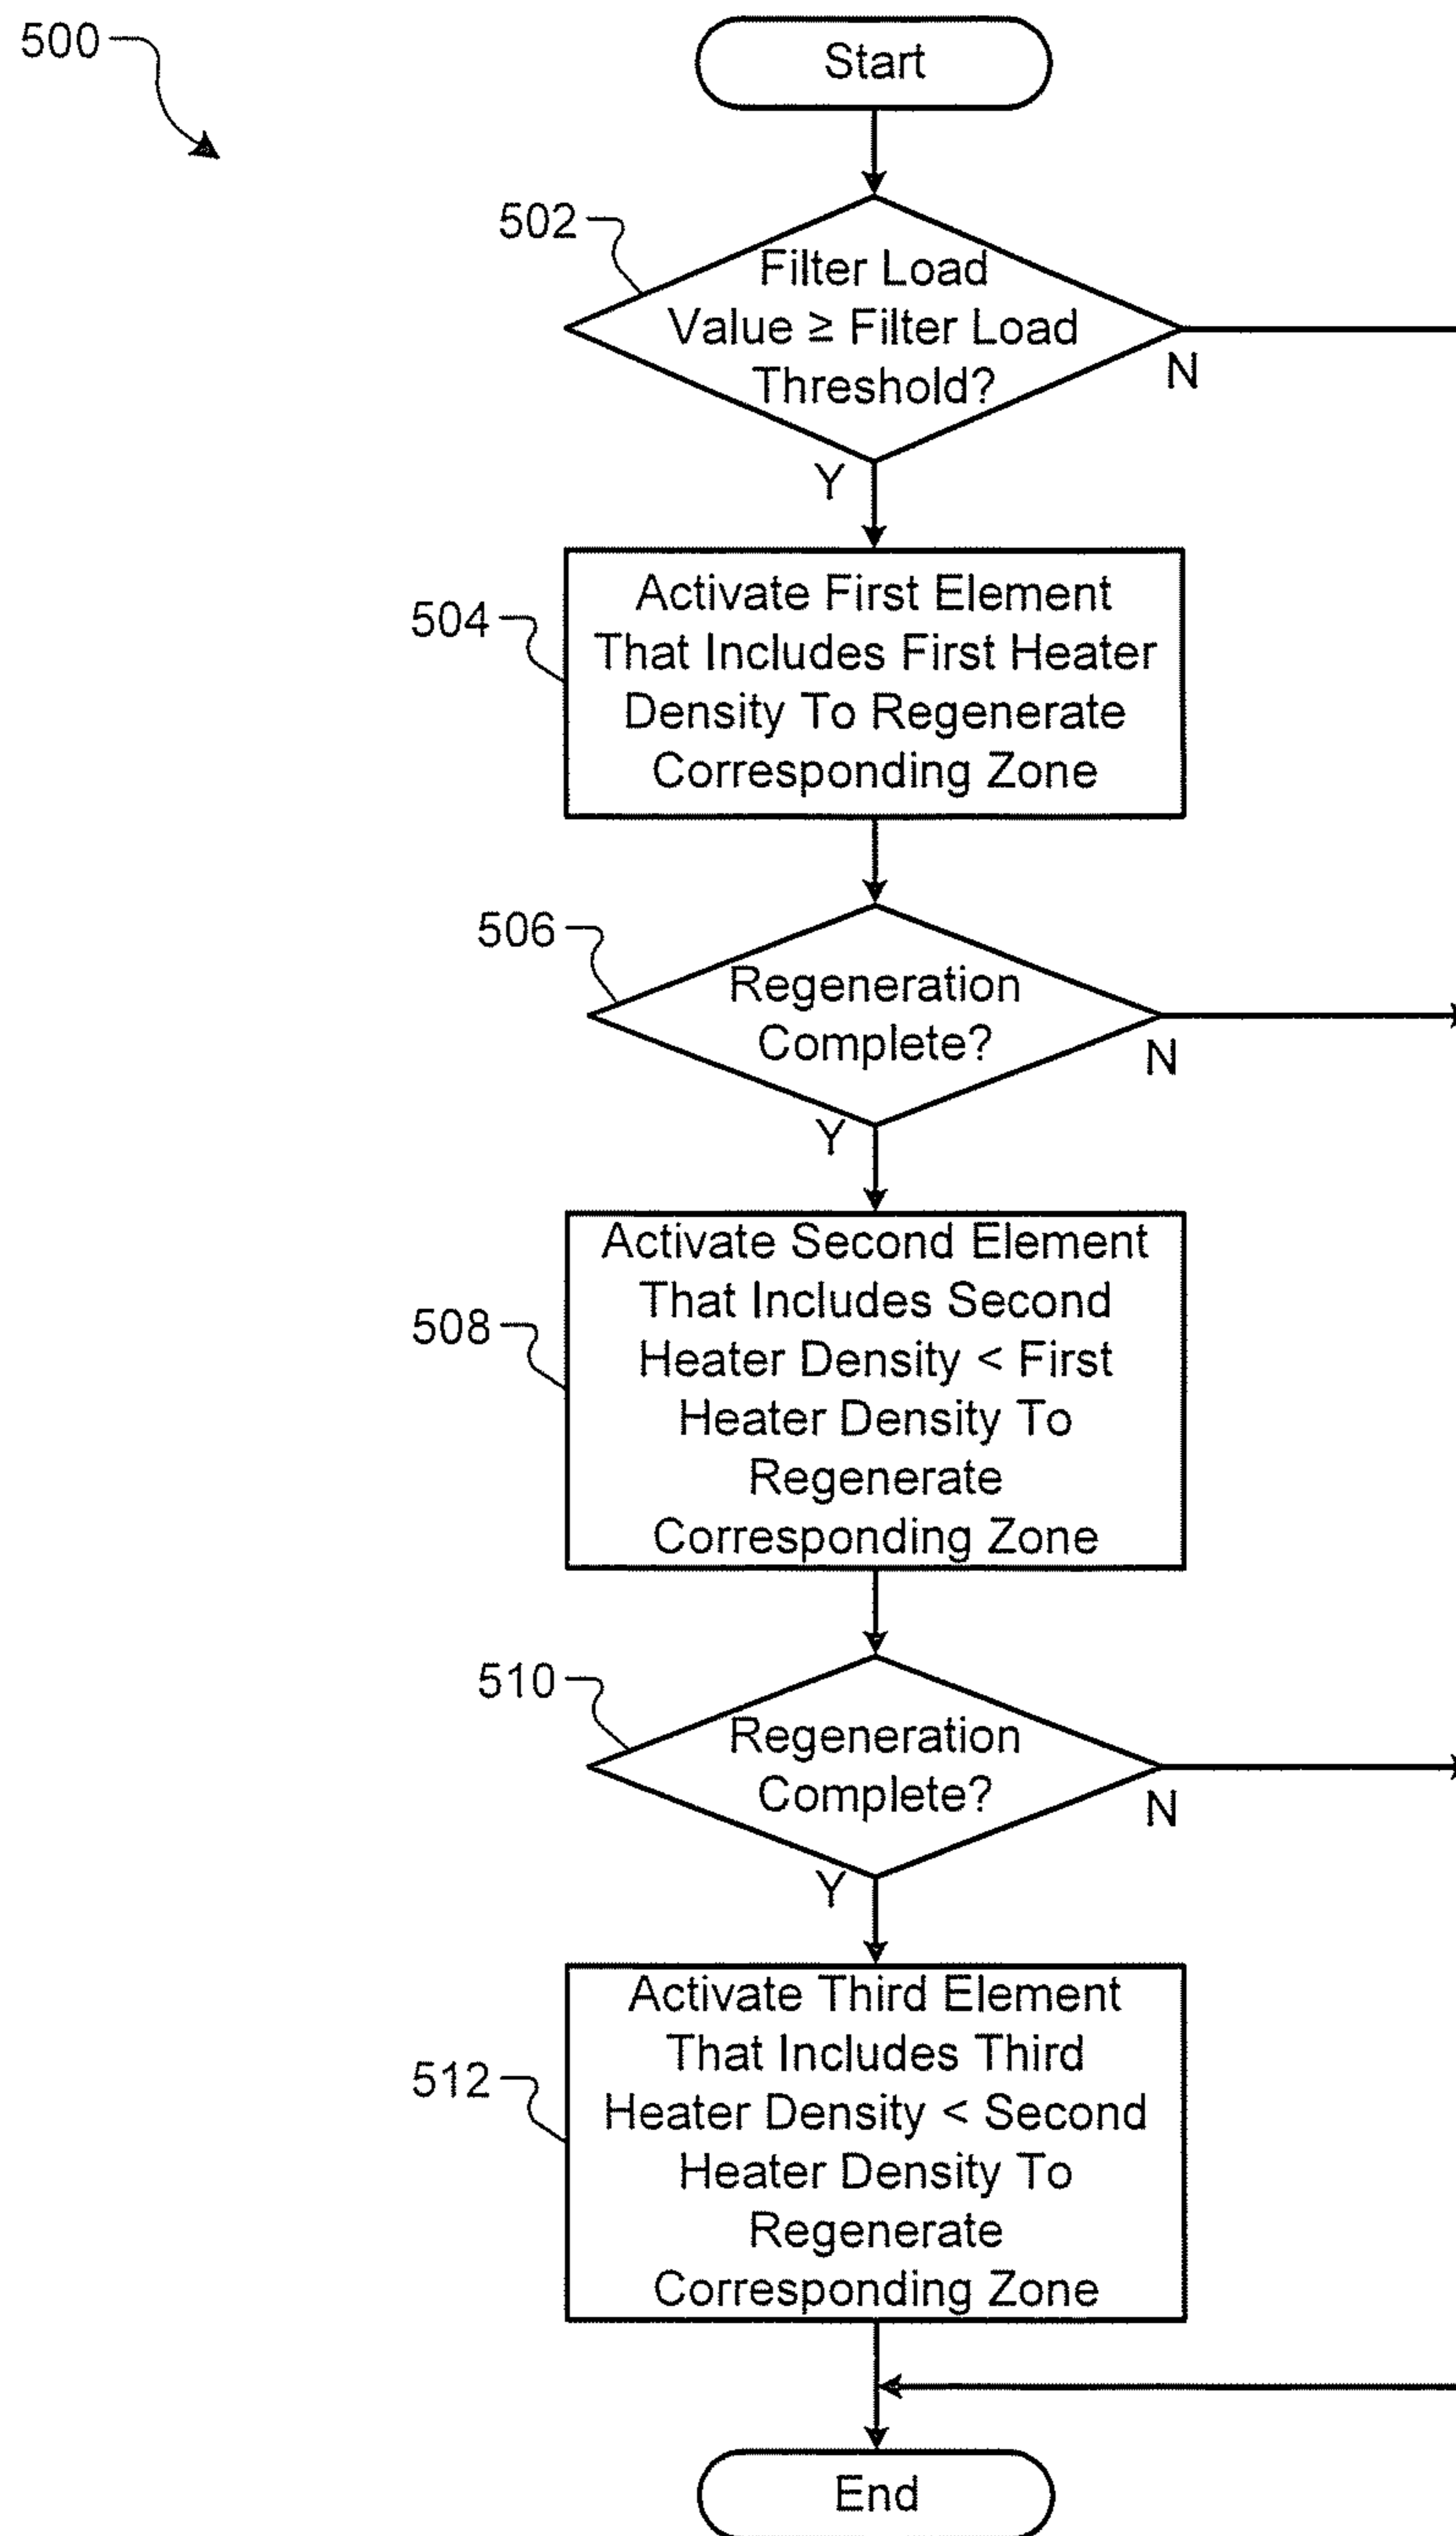 500
Start
502
Filter Load
Value ≥ Filter Load
Threshold?
N
Y
504
Activate First Element
That Includes First Heater
Density To Regenerate
Corresponding Zone
506
Regeneration
Complete?
N
Y
508
Activate Second Element
That Includes Second
Heater Density < First
Heater Density To
Regenerate
Corresponding Zone
510
Regeneration
Complete?
N
Y
512
Activate Third Element
That Includes Third
Heater Density < Second
Heater Density To
Regenerate
Corresponding Zone
End